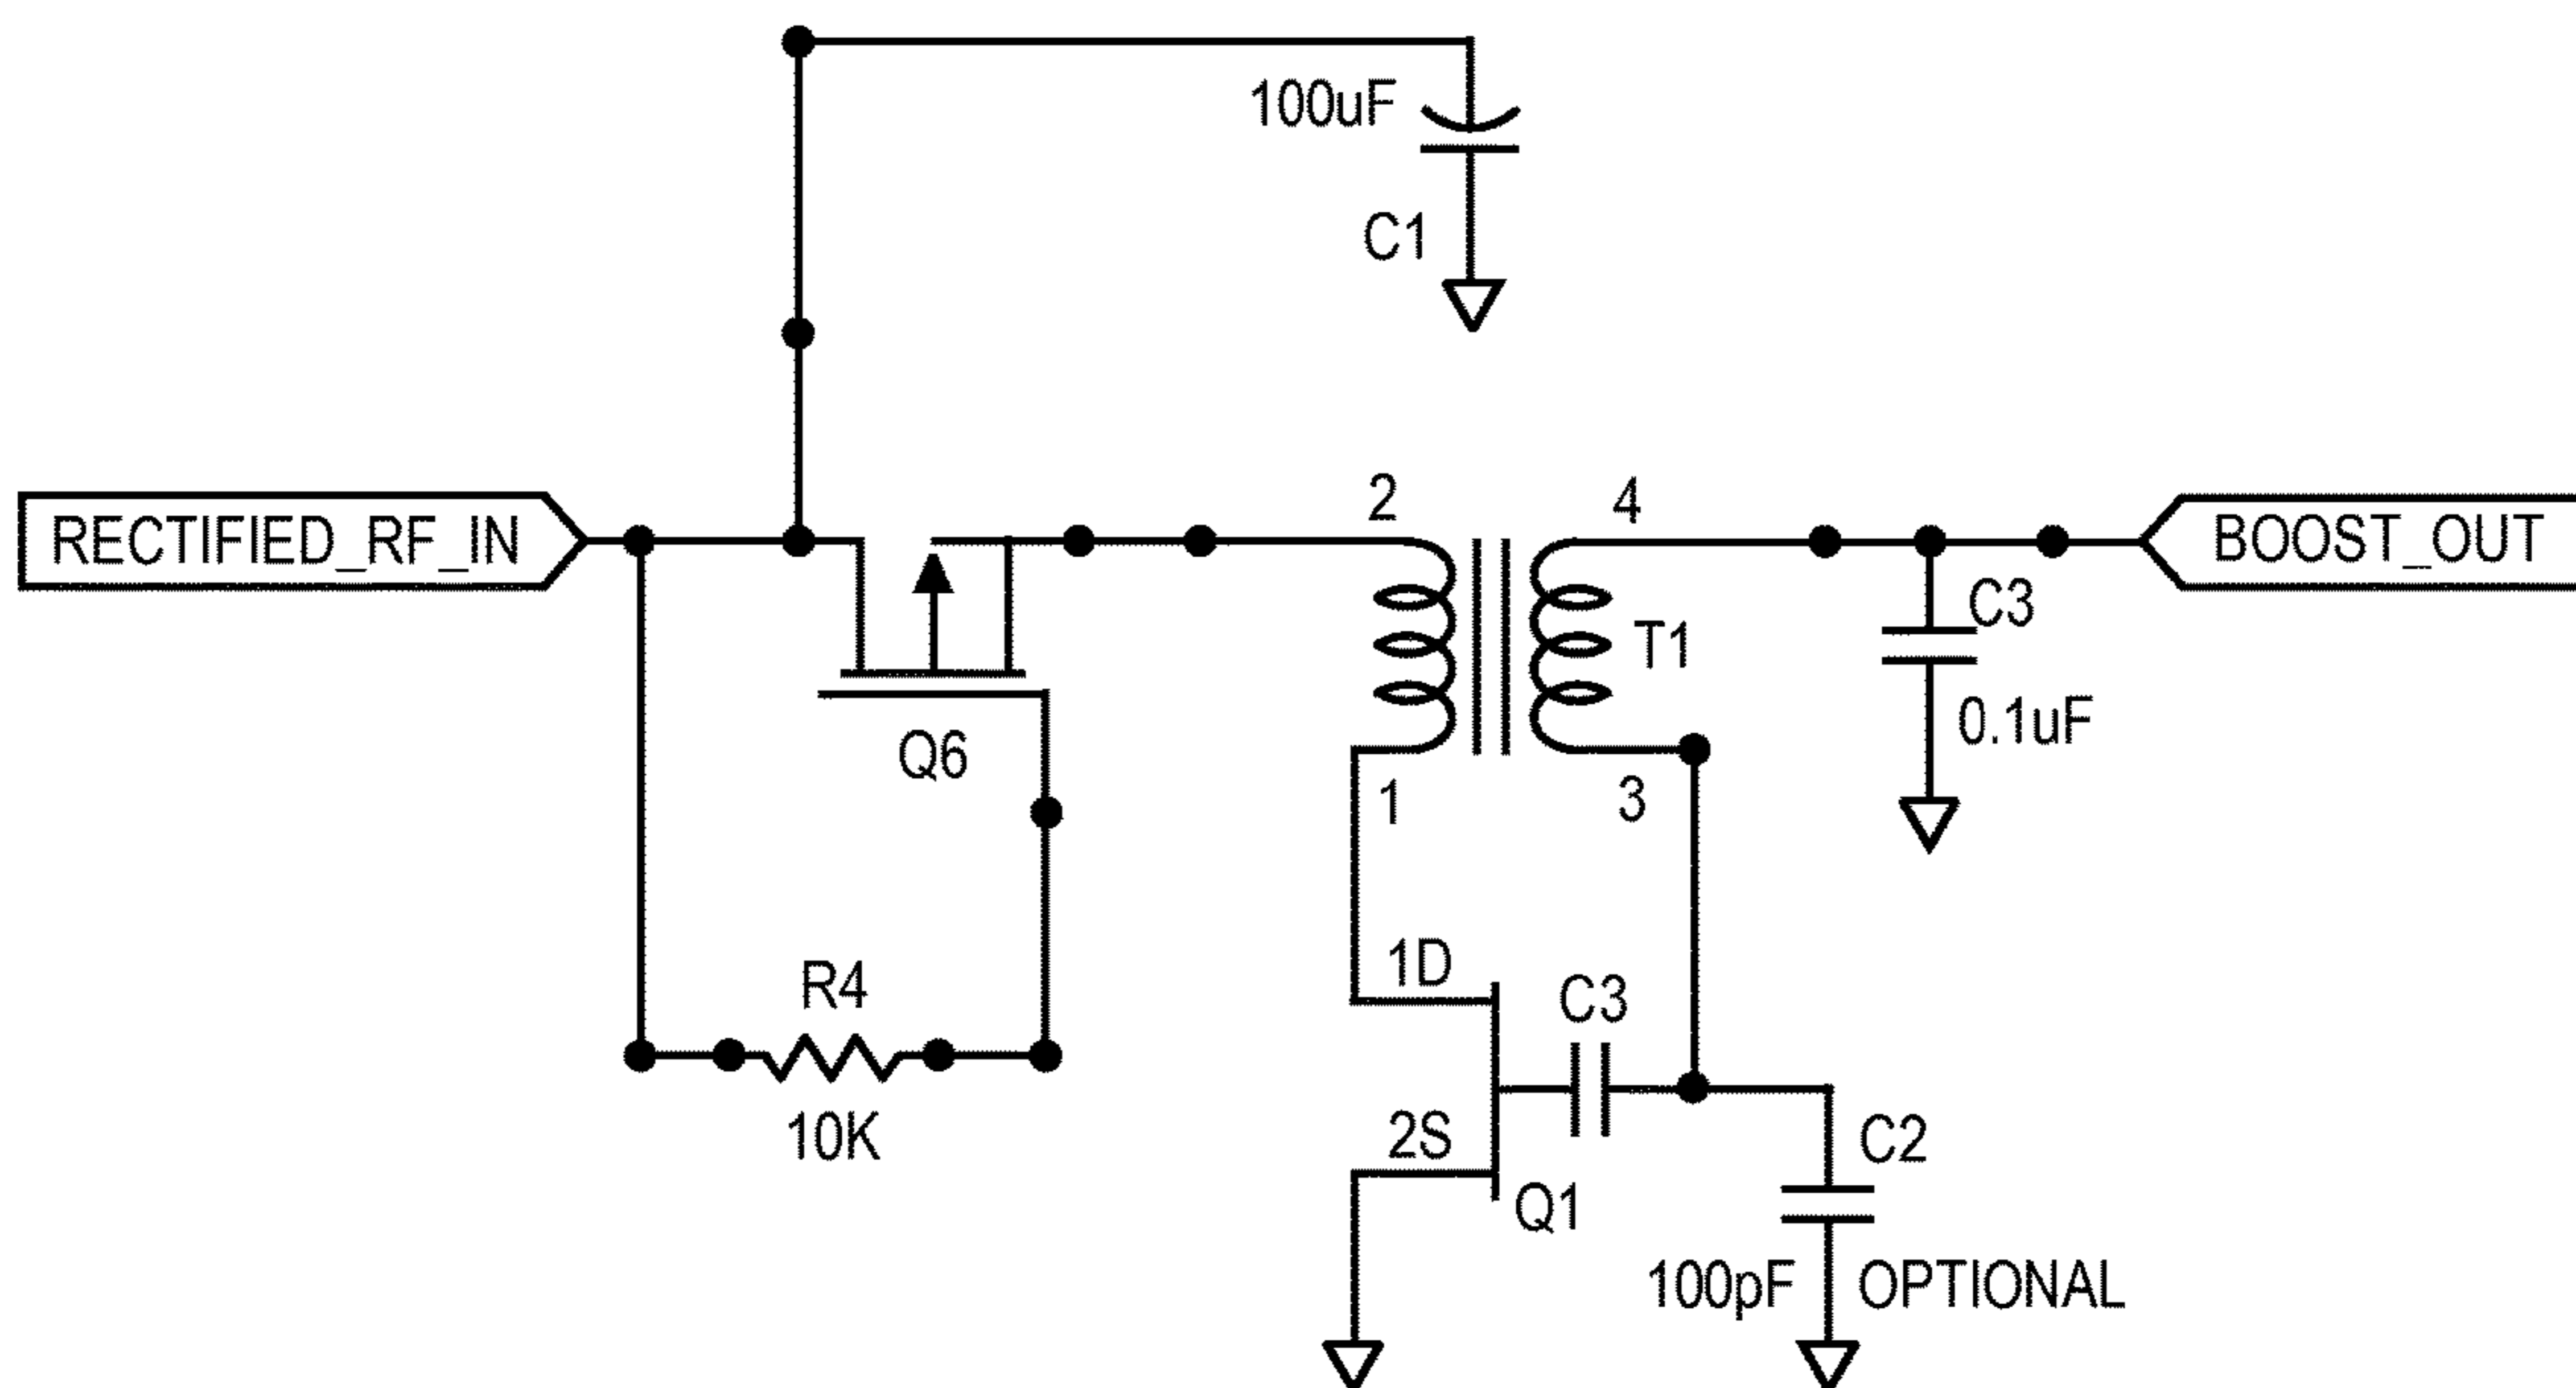 100uF
C1
RECTIFIED_RF_IN
2
4
BOOST_OUT
C3
T1
0.1uF
Q6
1
3
R4
1D
C3
10K
2S
C2
Q1
100pF OPTIONAL